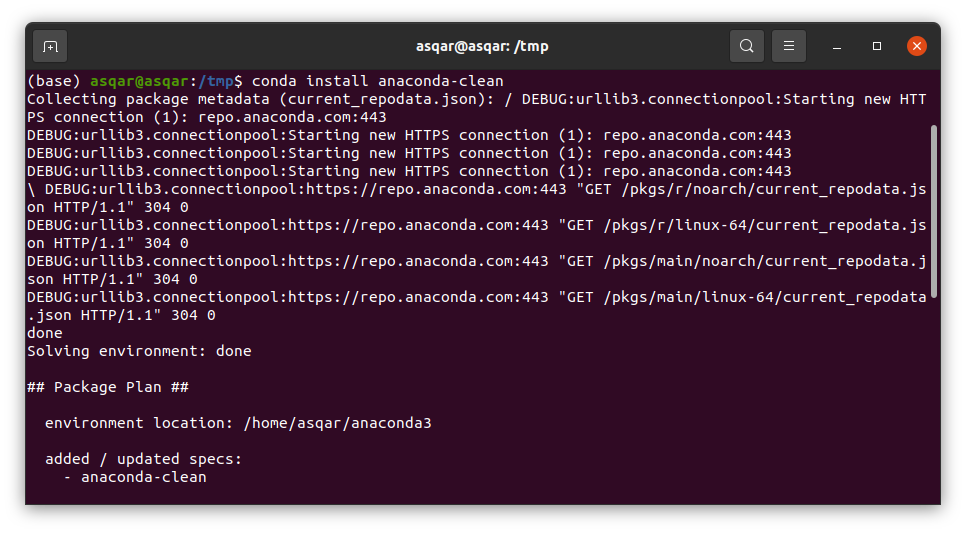 asqar@asqar: /tmp
(base) asqar@asqar:/tmp$ conda install anaconda-clean
Collecting package metadata (current_repodata.json): / DEBUG:urllib3.connectionpool:Starting new HTT
PS connection (1): repo.anaconda.com:443
DEBUG:urllib3.connectionpool:Starting new HTTPS connection (1): repo.anaconda.com:443
DEBUG:urllib3.connectionpool:Starting new HTTPS connection (1): repo.anaconda.com:443
DEBUG:urllib3.connectionpool:Starting new HTTPS connection (1): repo.anaconda.com:443
\ DEBUG:urllib3.connectionpool:https://repo.anaconda.com:443 "GET /pkgs/r/noarch/current_repodata.js
on HTTP/1.1" 304 0
DEBUG:urllib3.connectionpool:https://repo.anaconda.com:443 "GET /pkgs/r/linux-64/current_repodata.js
on HTTP/1.1" 304 0
DEBUG:urllib3.connectionpool:https://repo.anaconda.com:443 "GET /pkgs/main/noarch/current_repodata.j
son HTTP/1.1" 304 0
DEBUG:urllib3.connectionpool:https://repo.anaconda.com:443 "GET /pkgs/main/linux-64/current_repodata
.json HTTP/1.1" 304 0
done
Solving environment: done
## Package Plan ##
environment location: /home/asqar/anaconda3
added / updated specs:
- anaconda-clean